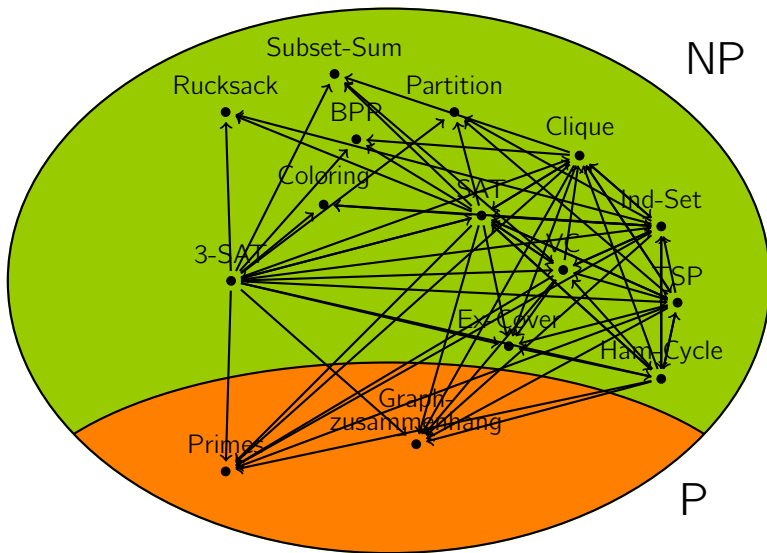 Subset-Sum
NP
Rucksack
Partition
BPP
Clique
Coloring
SAT
Ind-Set
3-SAT
VC
TSP
Ex-Cover
Ham-Cycle
Graph-
zusammenhang
Primes
P